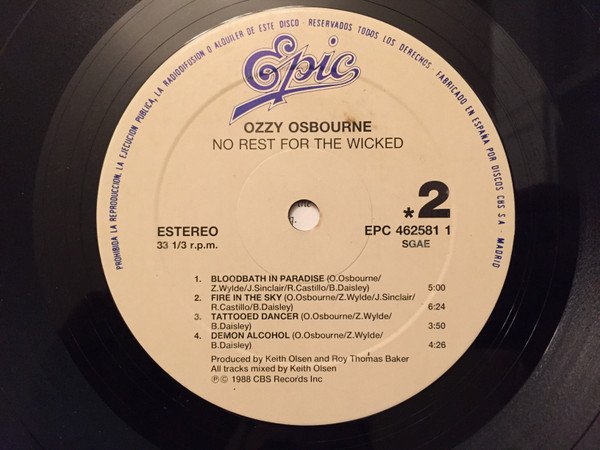 PROHIBIDA LA REPRODUCCION, LA EJECUCION PUBLICA, LA RADIODIFUSION O ALQUILER DE ESTE DISCO · 1988 RESERVADOS TODOS LOS DERECHOS · FABRICADO EN ESPAÑA POR DISCOS CBS S.A. - MADRID
Epic
OZZY OSBOURNE
NO REST FOR THE WICKED
ESTEREO
33 1/3 r.p.m.
*2
EPC 462581 1
SGAE
1. BLOODBATH IN PARADISE (O.Osbourne/
Z.Wylde/J.Sinclair/R.Castillo/B.Daisley) 5:00
2. FIRE IN THE SKY (O.Osbourne/Z.Wylde/J.Sinclair/
R.Castillo/B.Daisley) 6:24
3. TATTOOED DANCER (O.Osbourne/Z.Wylde/
B.Daisley) 3:50
4. DEMON ALCOHOL (O.Osbourne/Z.Wylde/
B.Daisley) 4:26
Produced by Keith Olsen and Roy Thomas Baker
All tracks mixed by Keith Olsen
℗ © 1988 CBS Records Inc